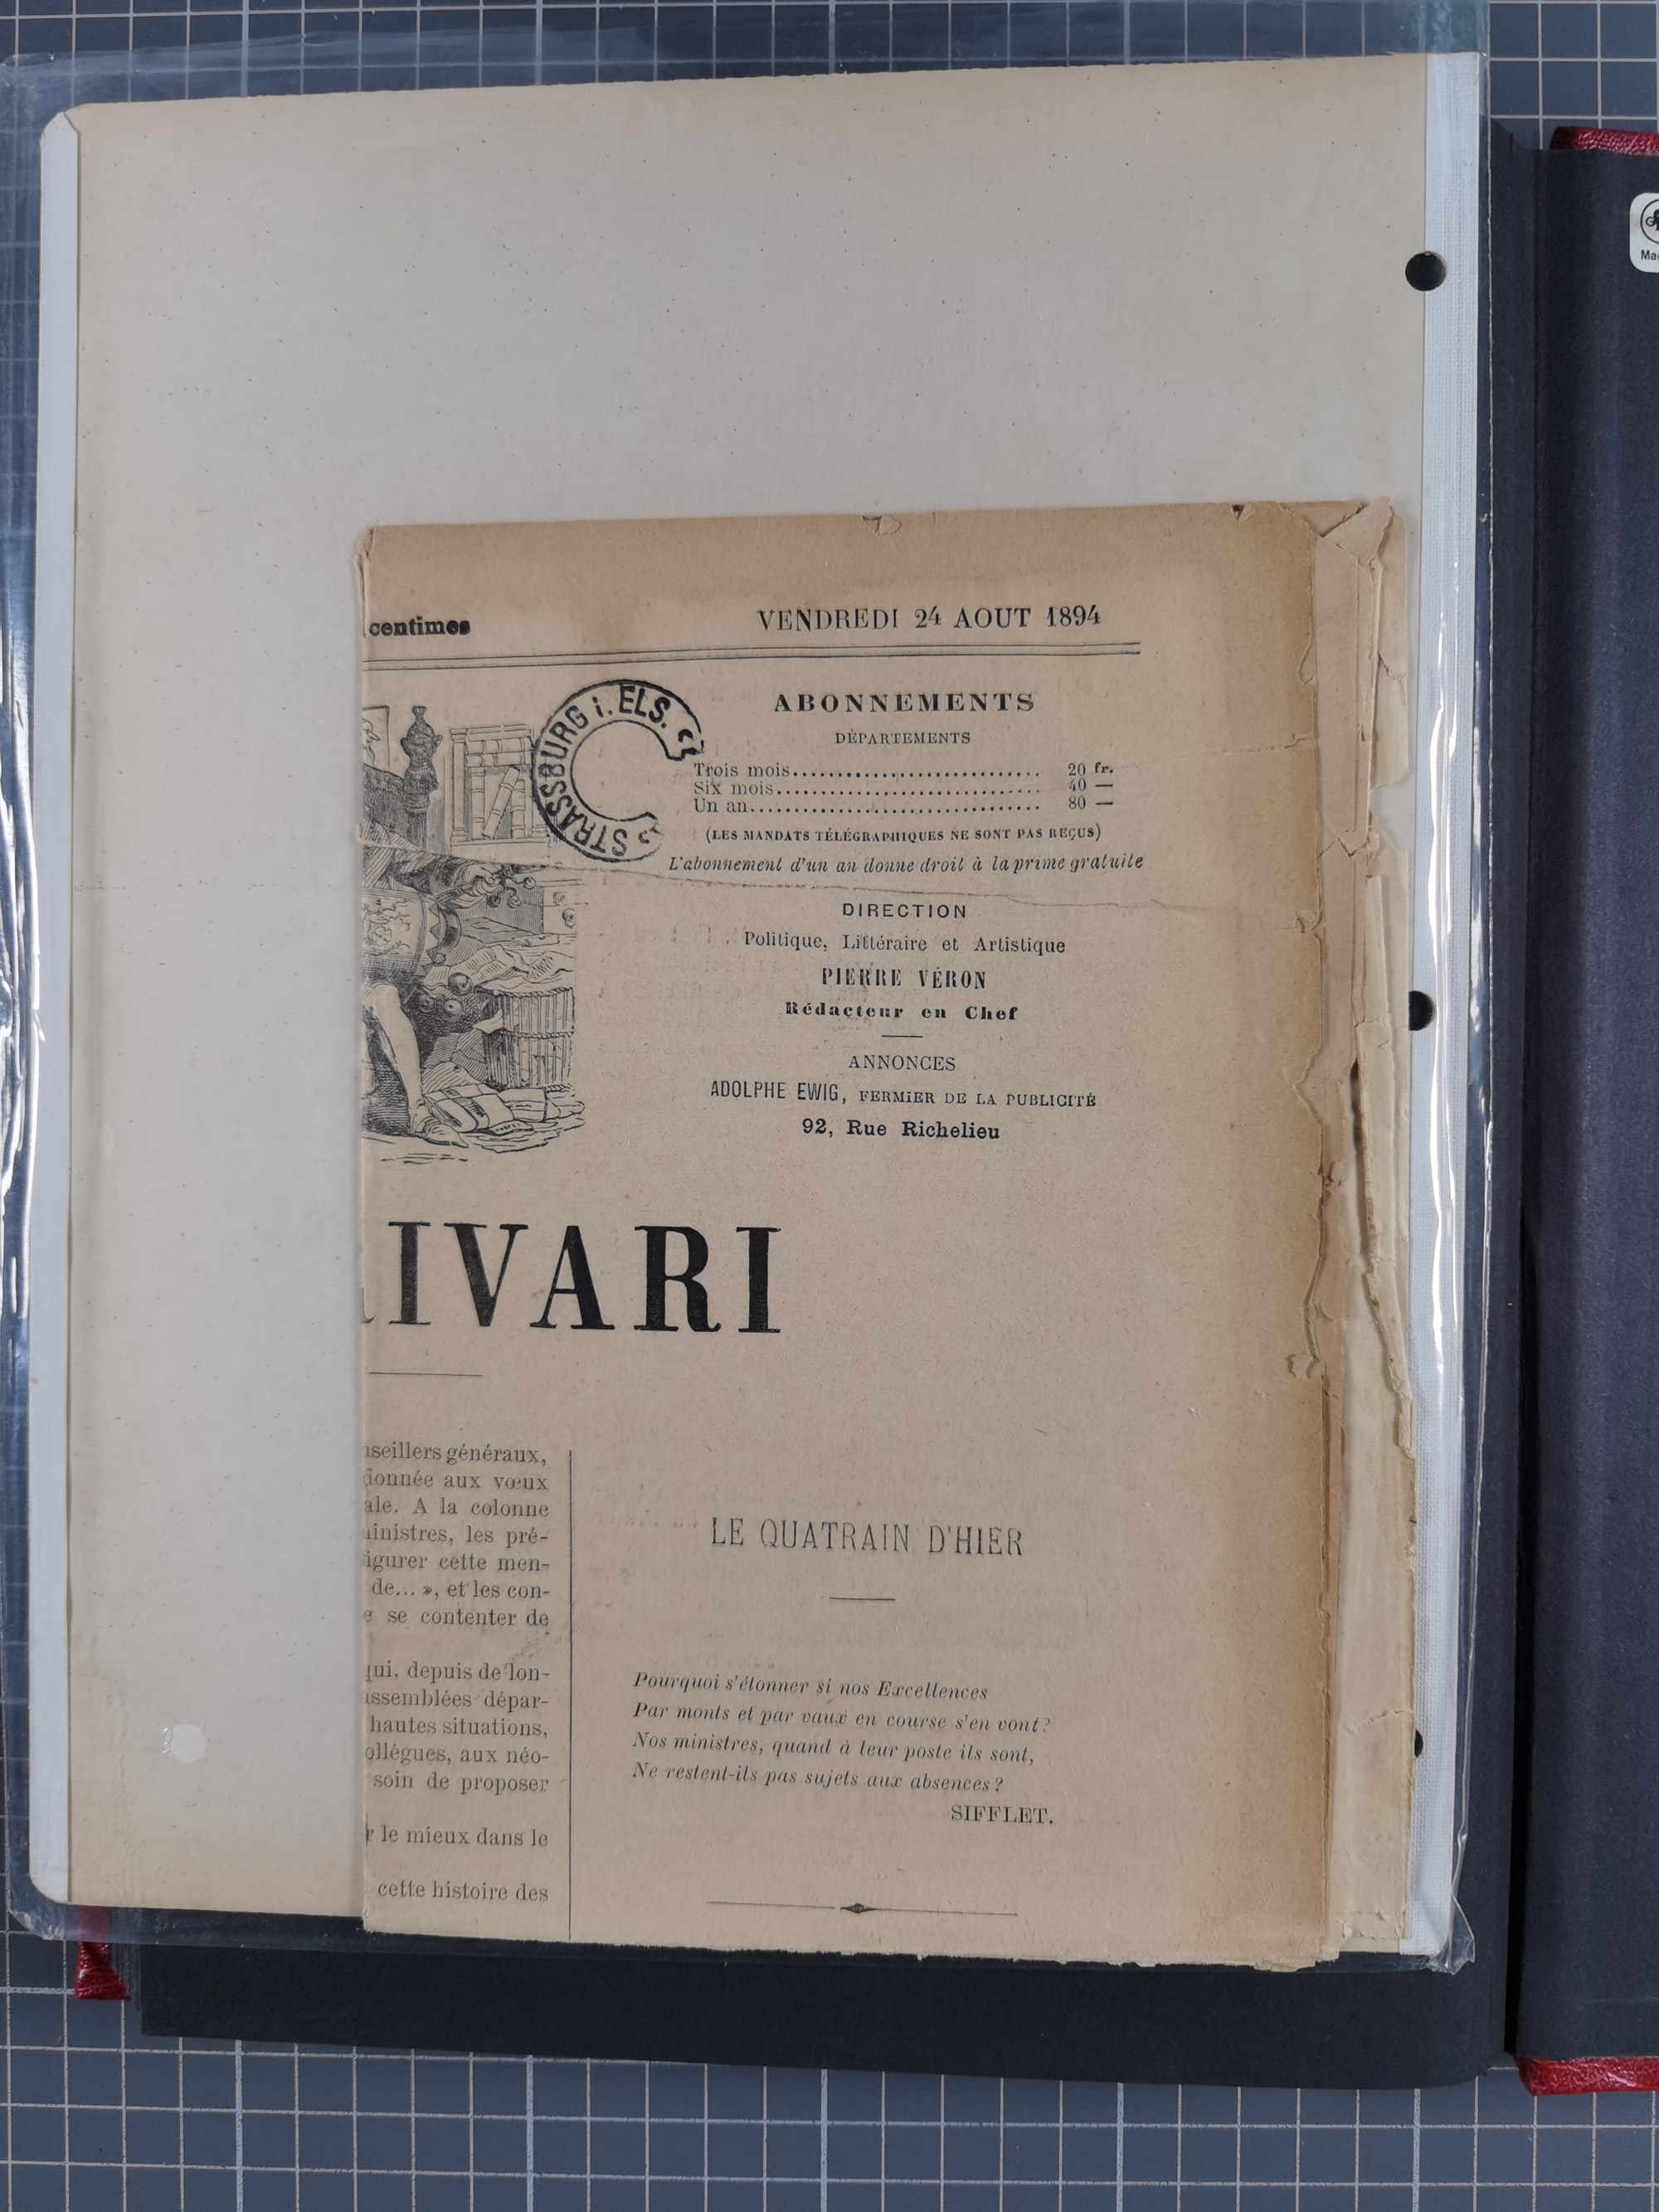 centimes
VENDREDI 24 AOUT 1894
STRASSBURG i. ELS.
ABONNEMENTS
DÉPARTEMENTS
Trois mois.............................. 20 fr.
Six mois................................ 40 —
Un an................................... 80 —
(LES MANDATS TÉLÉGRAPHIQUES NE SONT PAS REÇUS)
L'abonnement d'un an donne droit à la prime gratuite
DIRECTION
Politique, Littéraire et Artistique
PIERRE VÉRON
Rédacteur en Chef
ANNONCES
ADOLPHE EWIG, FERMIER DE LA PUBLICITÉ
92, Rue Richelieu
IVARI
nseillers généraux,
donnée aux vœux
ale. A la colonne
ministres, les pré-
figurer cette men-
de... », et les con-
e se contenter de
qui, depuis de lon-
assemblées dépar-
hautes situations,
ollégues, aux néo-
soin de proposer
r le mieux dans le
cette histoire des
LE QUATRAIN D'HIER
Pourquoi s'étonner si nos Excellences
Par monts et par vaux en course s'en vont?
Nos ministres, quand à leur poste ils sont,
Ne restent-ils pas sujets aux absences?
SIFFLET.